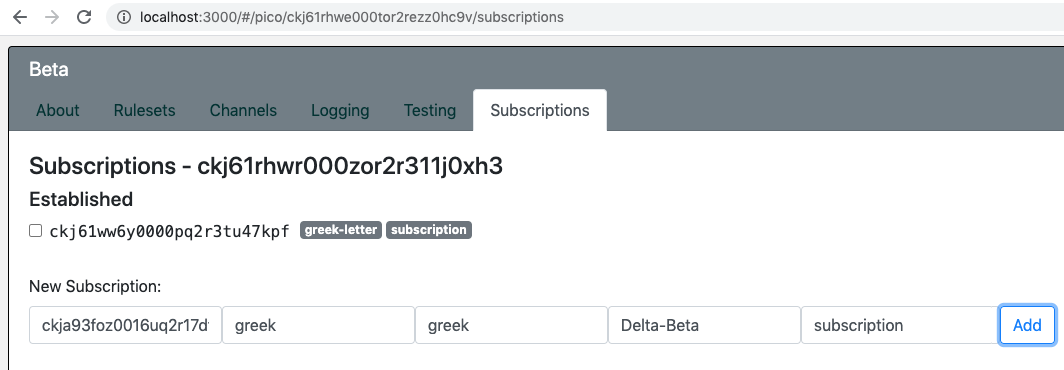 localhost:3000/#/pico/ckj61rhwe000tor2rezz0hc9v/subscriptions
Beta
About Rulesets Channels Logging Testing Subscriptions
Subscriptions - ckj61rhwr000zor2r311j0xh3
Established
ckj61ww6y0000pq2r3tu47kpf greek-letter subscription
New Subscription:
ckja93foz0016uq2r17d greek greek Delta-Beta subscription Add